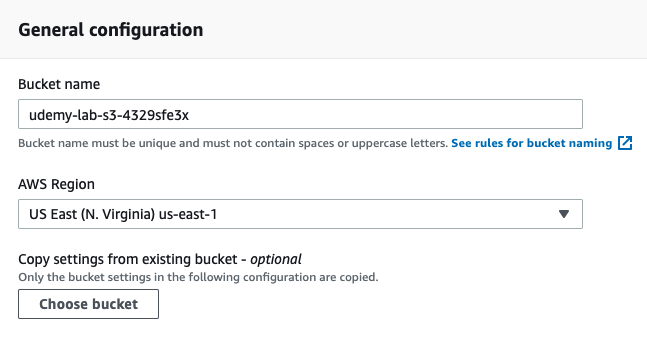 General configuration
Bucket name
udemy-lab-s3-4329sfe3x
Bucket name must be unique and must not contain spaces or uppercase letters. See rules for bucket naming
AWS Region
US East (N. Virginia) us-east-1
Copy settings from existing bucket - optional
Only the bucket settings in the following configuration are copied.
Choose bucket